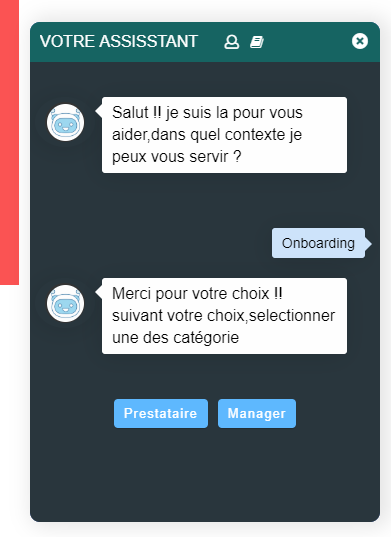 VOTRE ASSISSTANT
Salut !! je suis la pour vous
aider,dans quel contexte je
peux vous servir ?
Onboarding
Merci pour votre choix !!
suivant votre choix,selectionner
une des catégorie
Prestataire Manager